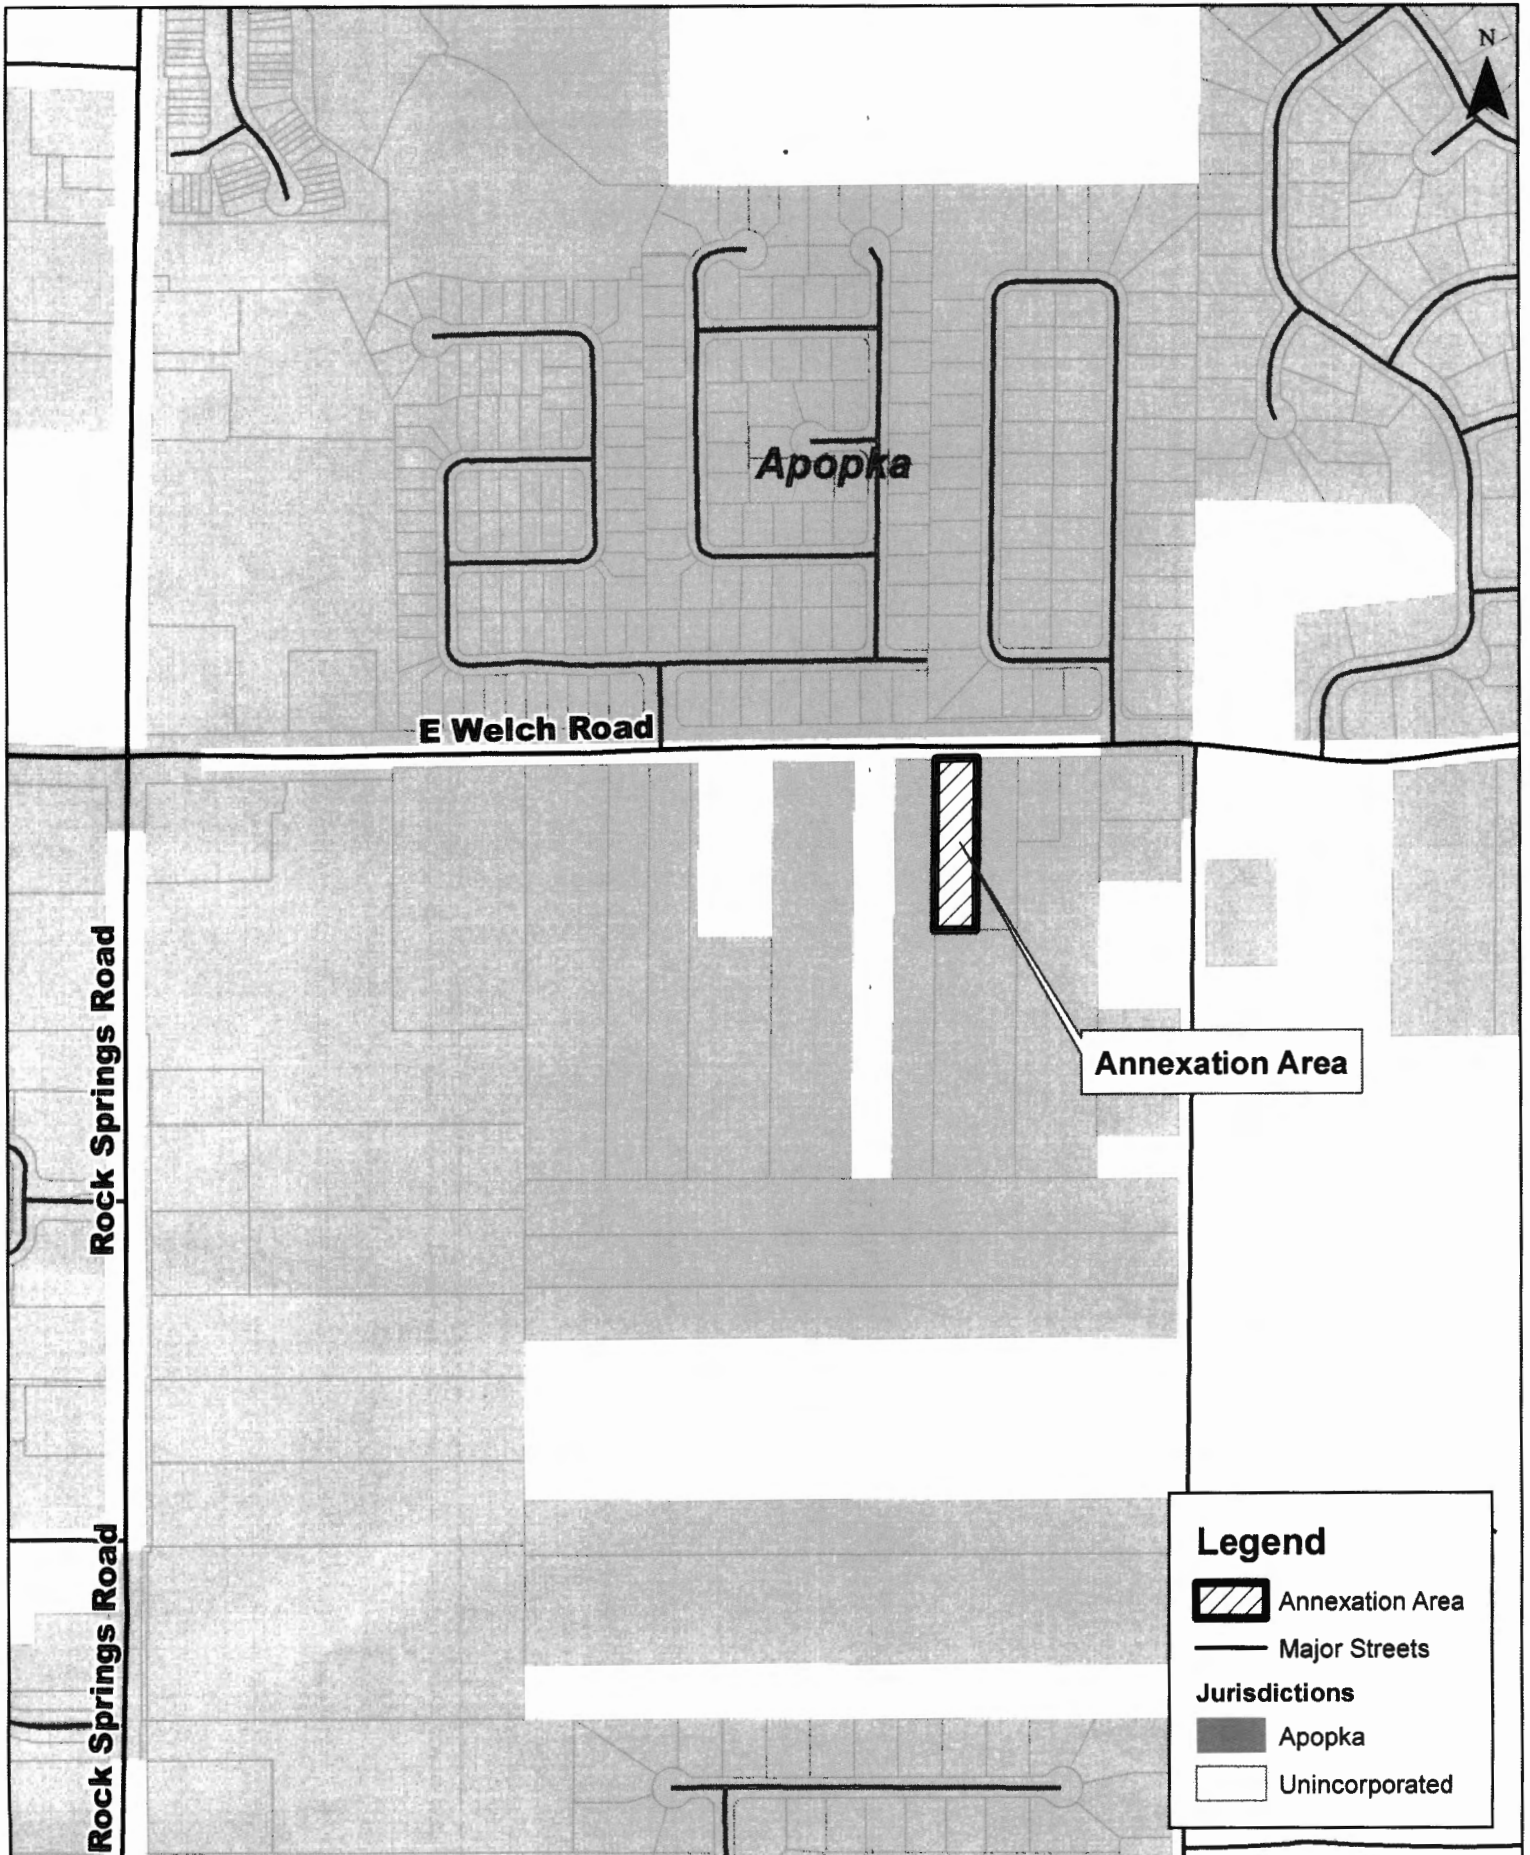 N
Apopka
E Welch Road
Rock Springs Road
Annexation Area
Rock Springs Road
Legend
Annexation Area
Major Streets
Jurisdictions
Apopka
Unincorporated